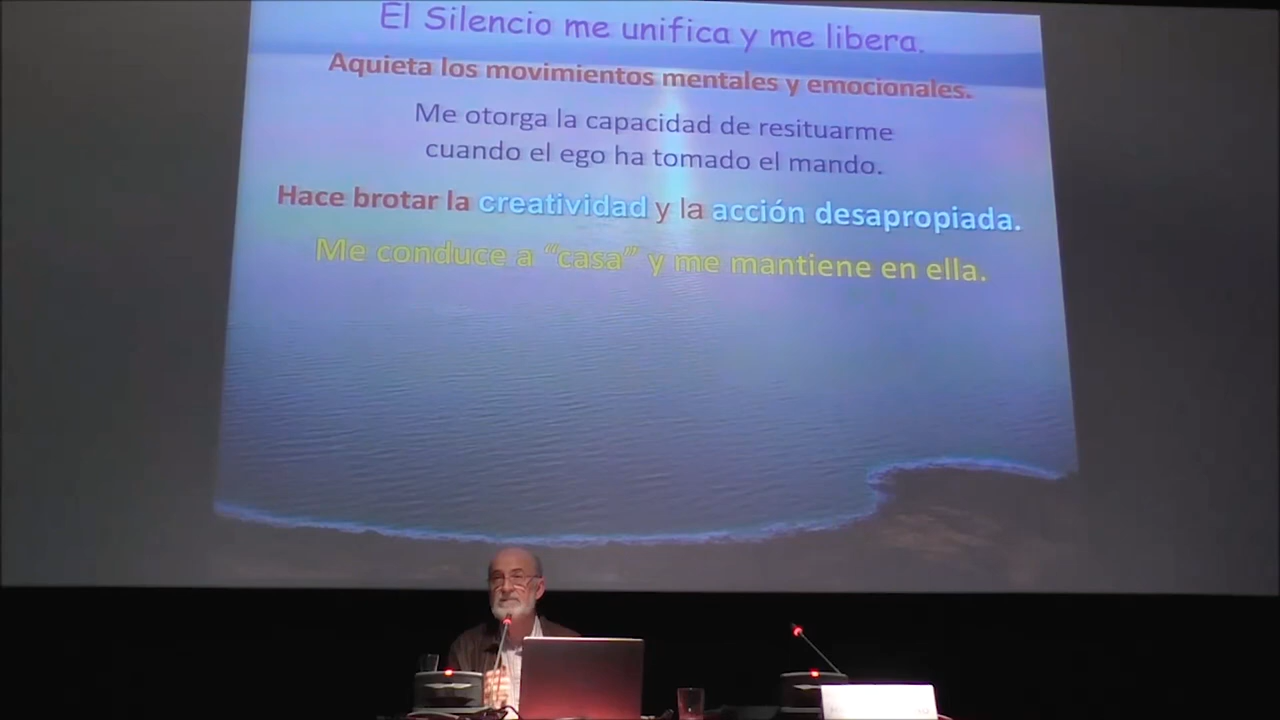 El Silencio me unifica y me libera.
Aquieta los movimientos mentales y emocionales.
Me otorga la capacidad de resituarme
cuando el ego ha tomado el mando.
Hace brotar la creatividad y la acción desapropiada.
Me conduce a “casa” y me mantiene en ella.